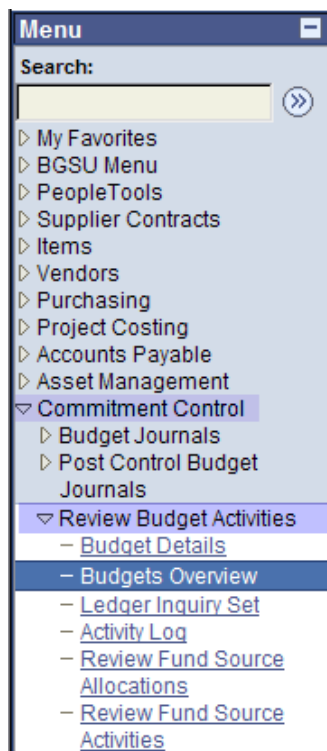 Menu
Search:
My Favorites
BGSU Menu
PeopleTools
Supplier Contracts
Items
Vendors
Purchasing
Project Costing
Accounts Payable
Asset Management
Commitment Control
Budget Journals
Post Control Budget
Journals
Review Budget Activities
– Budget Details
– Budgets Overview
– Ledger Inquiry Set
– Activity Log
– Review Fund Source
Allocations
– Review Fund Source
Activities